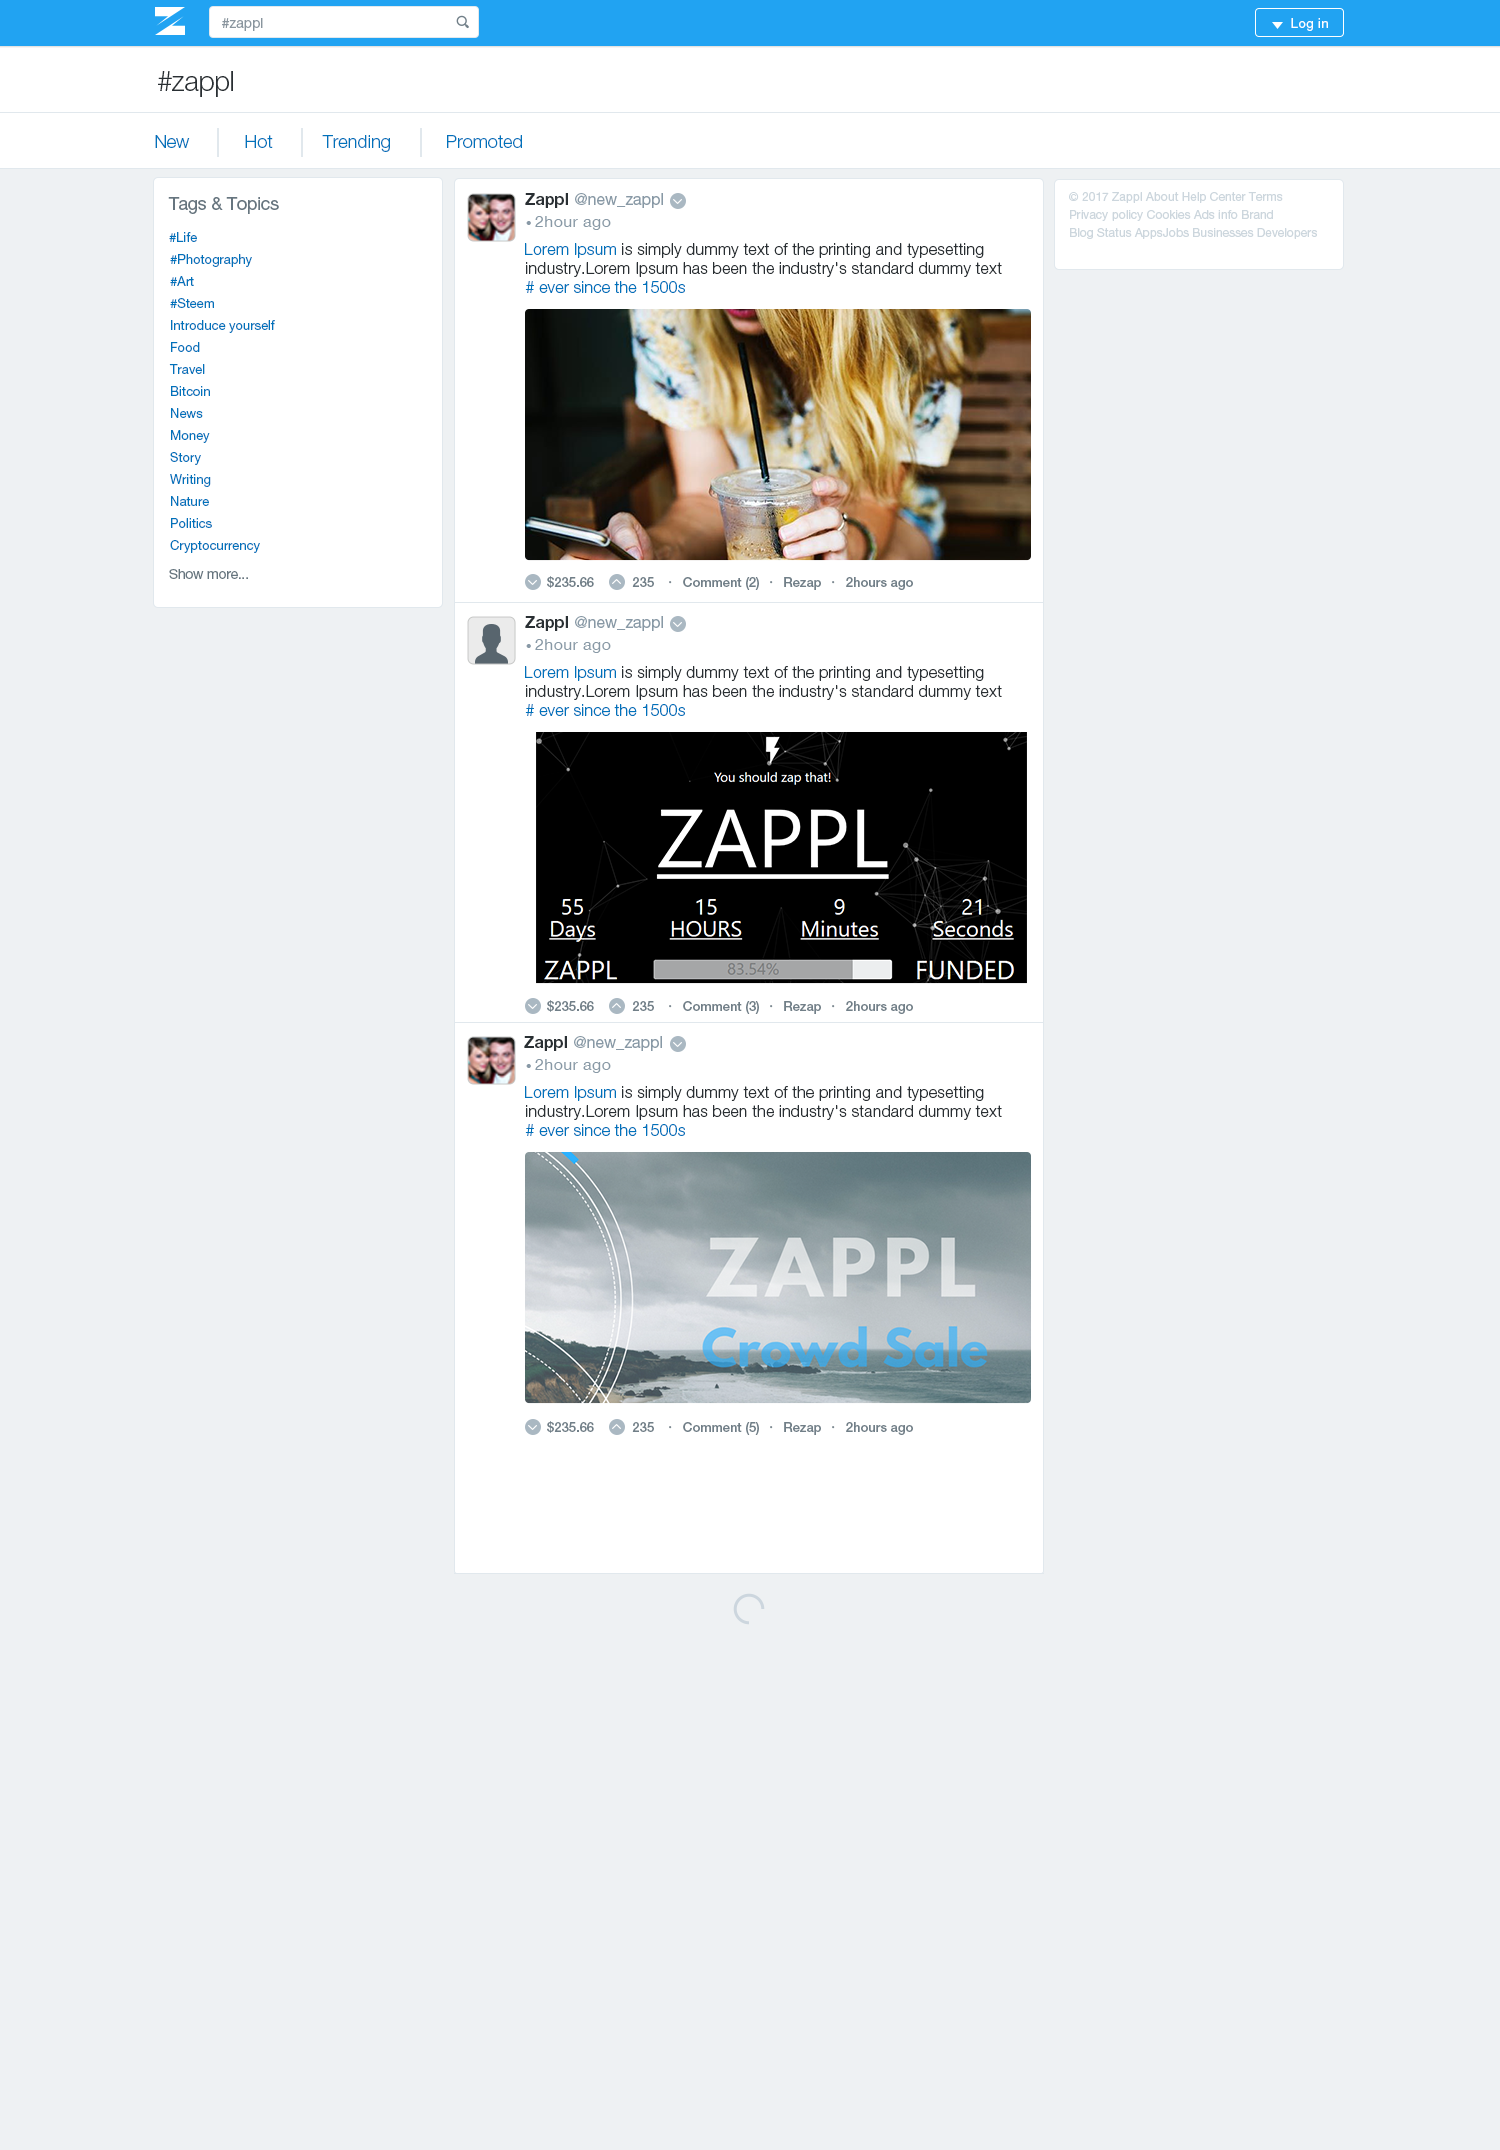 #zappl
Log in
#zappl
New
Hot
Trending
Promoted
Tags & Topics
#Life
#Photography
#Art
#Steem
Introduce yourself
Food
Travel
Bitcoin
News
Money
Story
Writing
Nature
Politics
Cryptocurrency
Show more...
Zappl @new_zappl
• 2hour ago
Lorem Ipsum is simply dummy text of the printing and typesetting
industry.Lorem Ipsum has been the industry's standard dummy text
# ever since the 1500s
$235.66 235 · Comment (2) · Rezap · 2hours ago
Zappl @new_zappl
• 2hour ago
Lorem Ipsum is simply dummy text of the printing and typesetting
industry.Lorem Ipsum has been the industry's standard dummy text
# ever since the 1500s
You should zap that!
ZAPPL
55 15 9 21
Days HOURS Minutes Seconds
ZAPPL 83.54% FUNDED
$235.66 235 · Comment (3) · Rezap · 2hours ago
Zappl @new_zappl
• 2hour ago
Lorem Ipsum is simply dummy text of the printing and typesetting
industry.Lorem Ipsum has been the industry's standard dummy text
# ever since the 1500s
ZAPPL
Crowd Sale
$235.66 235 · Comment (5) · Rezap · 2hours ago
© 2017 Zappl About Help Center Terms
Privacy policy Cookies Ads info Brand
Blog Status AppsJobs Businesses Developers